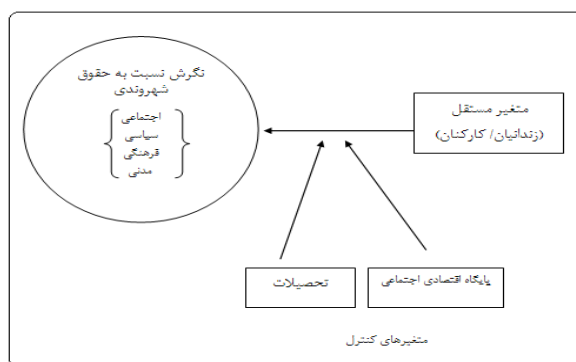 نگرش نسبت به حقوق
شهروندی
اجتماعی
سیاسی
فرهنگی
مدنی
متغیر مستقل
(زندانیان/ کارکنان)
تحصیلات
پایگاه اقتصادی اجتماعی
متغیرهای کنترل